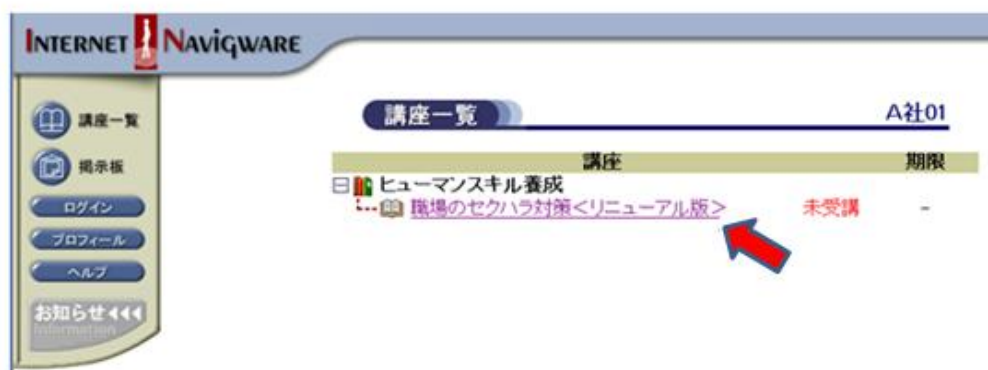 INTERNET NAVIGWARE
講座一覧
掲示板
ログイン
プロフィール
ヘルプ
お知らせ
Information
講座一覧
A社01
講座 期限
ヒューマンスキル養成
職場のセクハラ対策<リニューアル版> 未受講 -